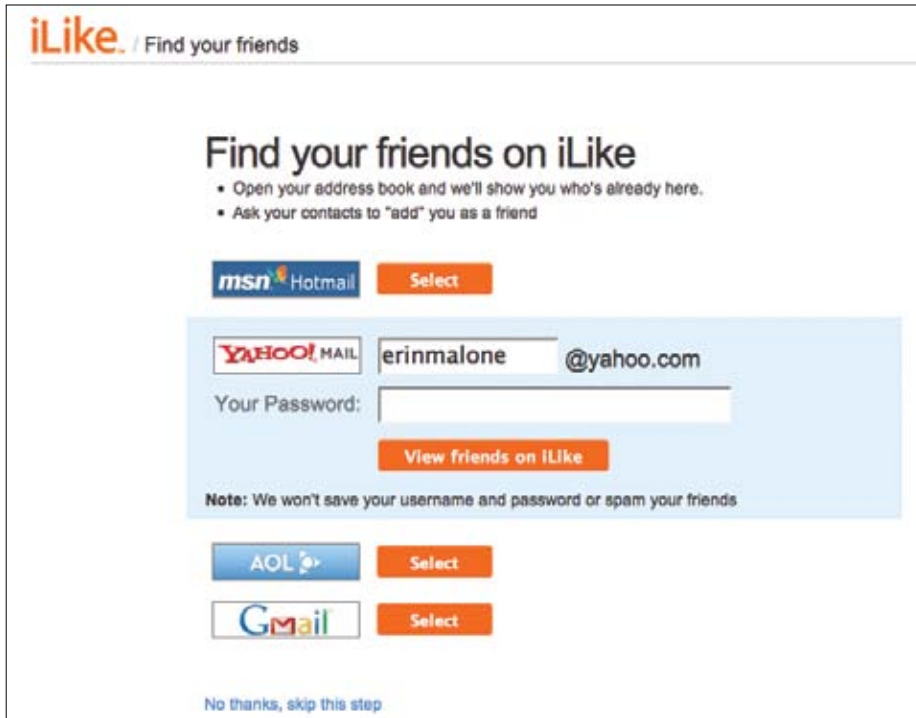 iLike. / Find your friends
Find your friends on iLike
• Open your address book and we'll show you who's already here.
• Ask your contacts to "add" you as a friend
msn Hotmail Select
YAHOO! MAIL erinmalone @yahoo.com
Your Password:
View friends on iLike
Note: We won't save your username and password or spam your friends
AOL Select
Gmail Select
No thanks, skip this step